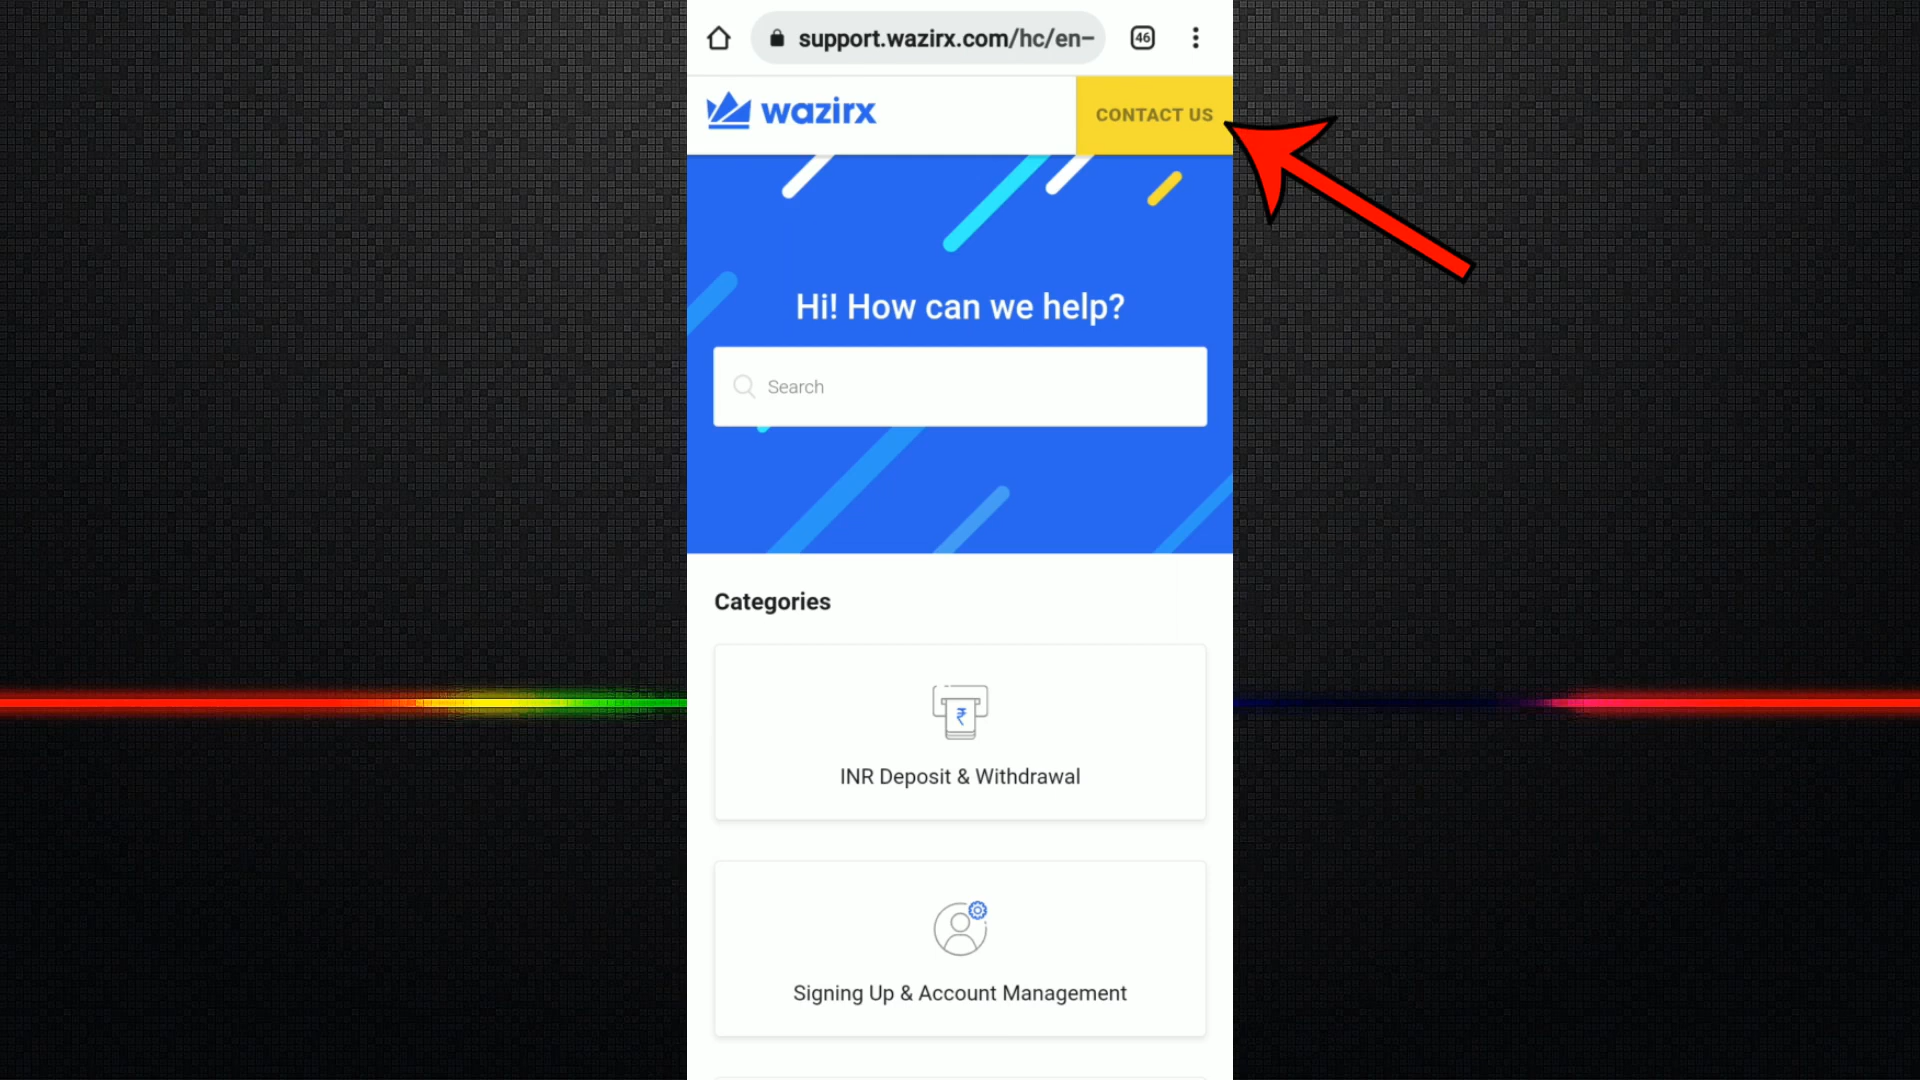 support.wazirx.com/hc/en-
46
wazirx
CONTACT US
Hi! How can we help?
Search
Categories
₹
INR Deposit & Withdrawal
Signing Up & Account Management